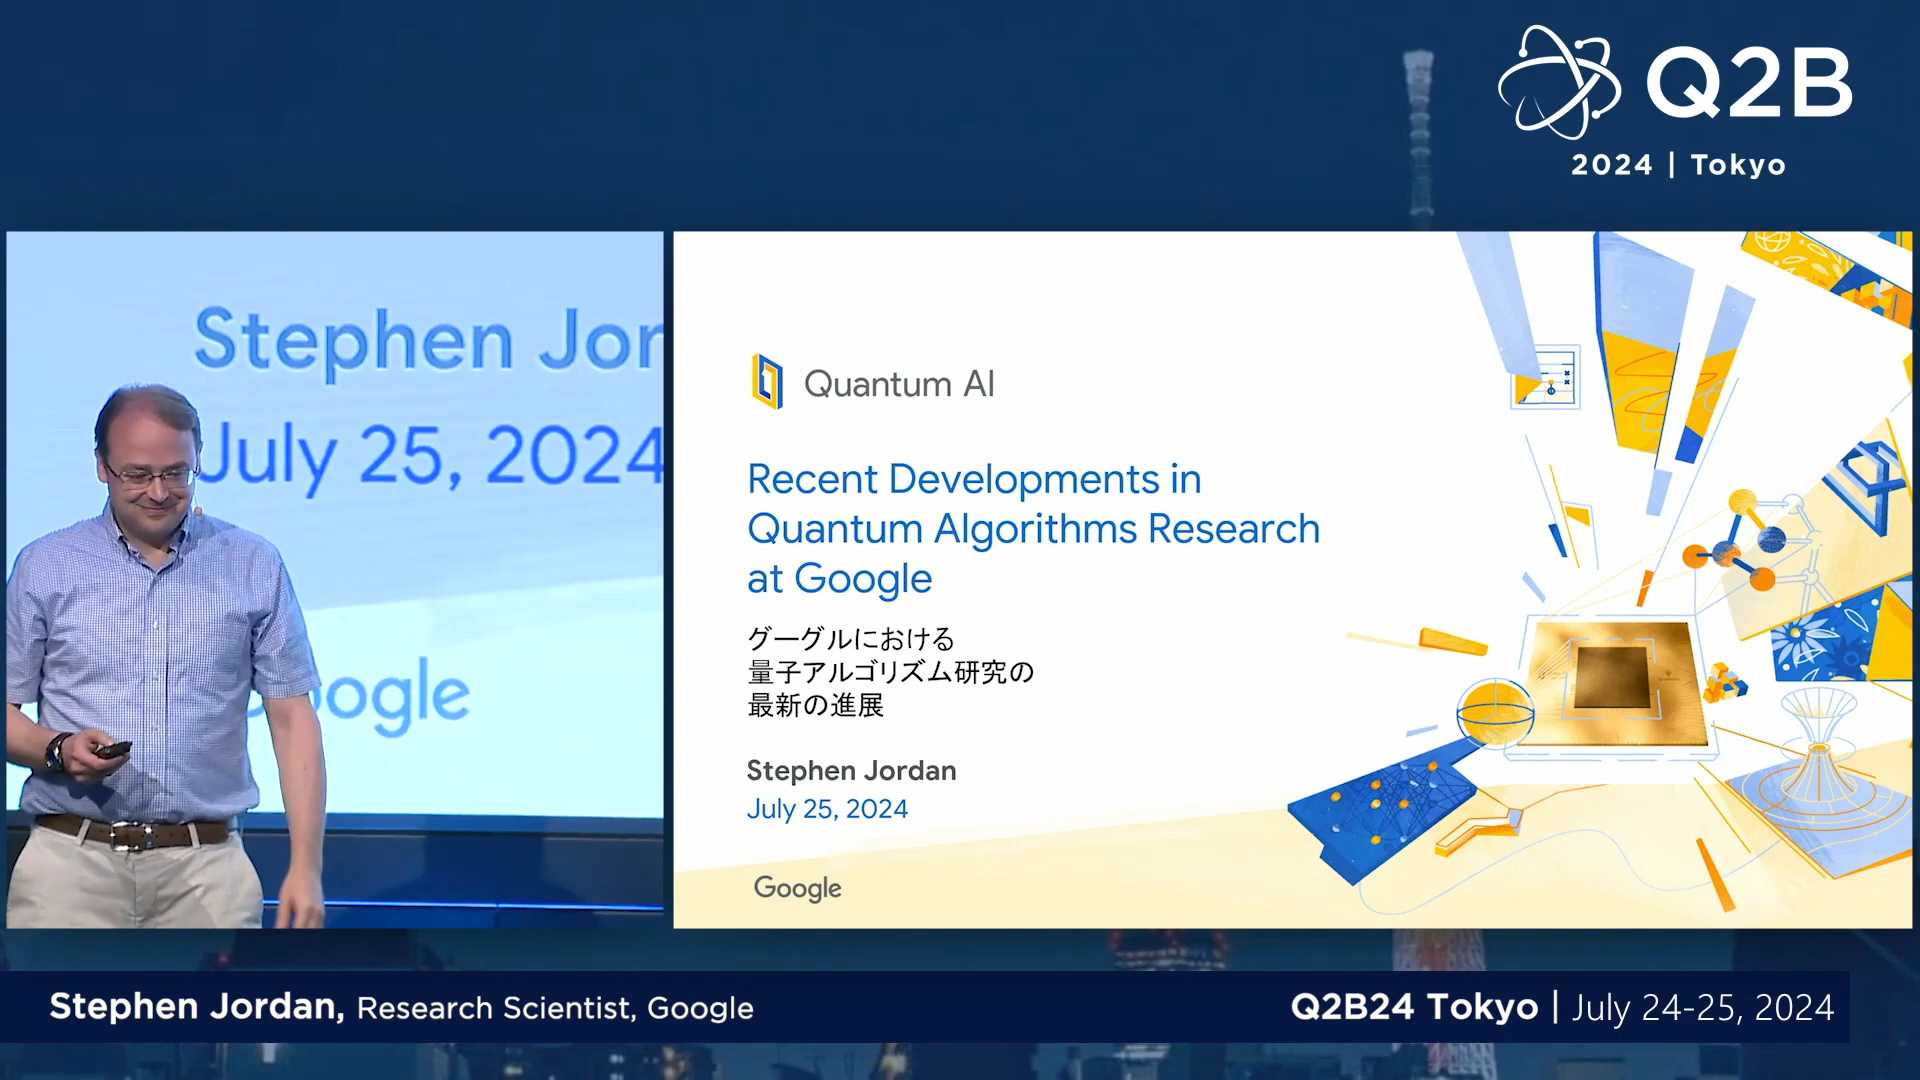 Q2B
2024 | Tokyo
Stephen Jor
July 25, 2024
oogle
Quantum AI
Recent Developments in
Quantum Algorithms Research
at Google
グーグルにおける
量子アルゴリズム研究の
最新の進展
Stephen Jordan
July 25, 2024
Google
Stephen Jordan, Research Scientist, Google
Q2B24 Tokyo | July 24-25, 2024